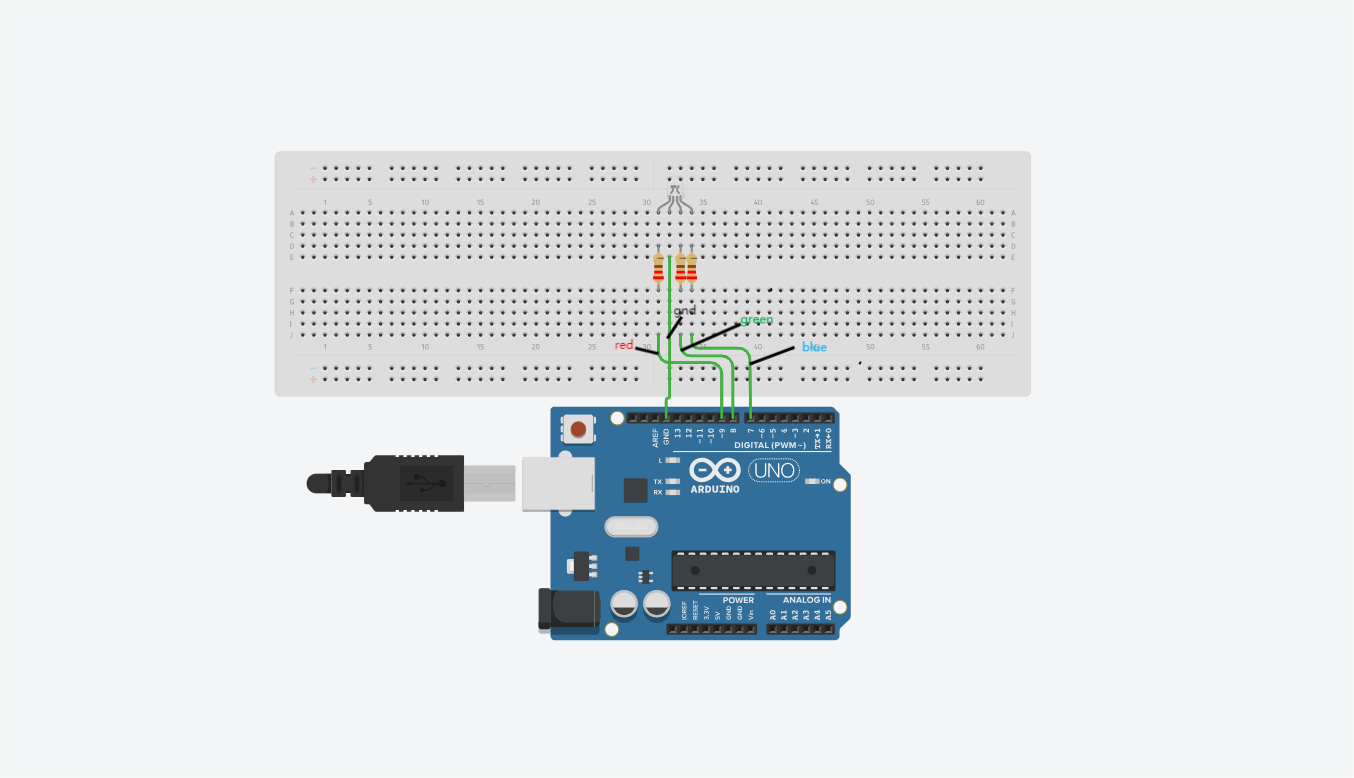 − 
+
1 5 10 15 20 25 30 35 40 45 50 55 60
A A
B B
C C
D D
E E
F F
G G
H H
I I
J J
gnd
green
red
blue
1 5 10 15 20 25 30 35 40 45 50 55 60
−
+
AREF GND 13 12 ~11 ~10 ~9 8 7 ~6 ~5 4 ~3 2 TX→1 RX←0
DIGITAL (PWM ~)
L
TX
RX
ARDUINO
UNO
ON
POWER
ANALOG IN
IOREF RESET 3.3V 5V GND GND Vin A0 A1 A2 A3 A4 A5